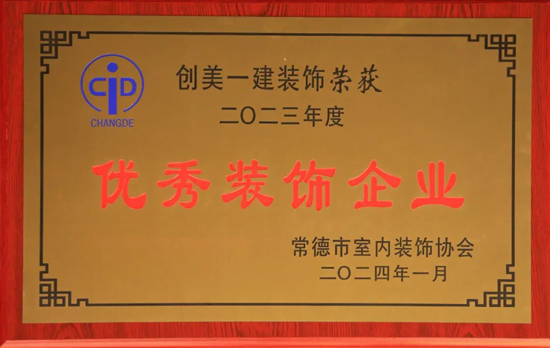 CID
CHANGDE
创美一建装饰荣获
二〇二三年度
优秀装饰企业
常德市室内装饰协会
二〇二四年一月